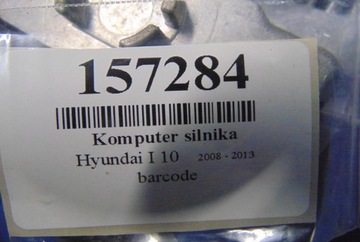 157284
Komputer silnika
Hyundai I 10 2008 - 2013
barcode